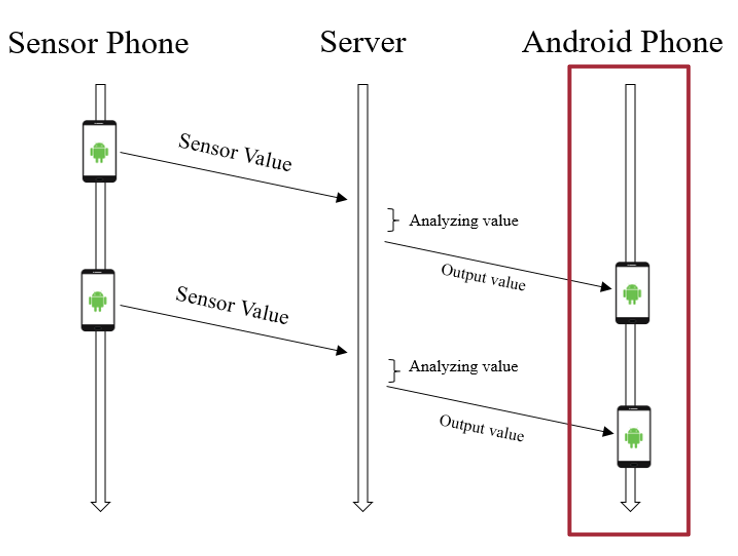 Sensor Phone
Server
Android Phone
Sensor Value
Analyzing value
Output value
Sensor Value
Analyzing value
Output value